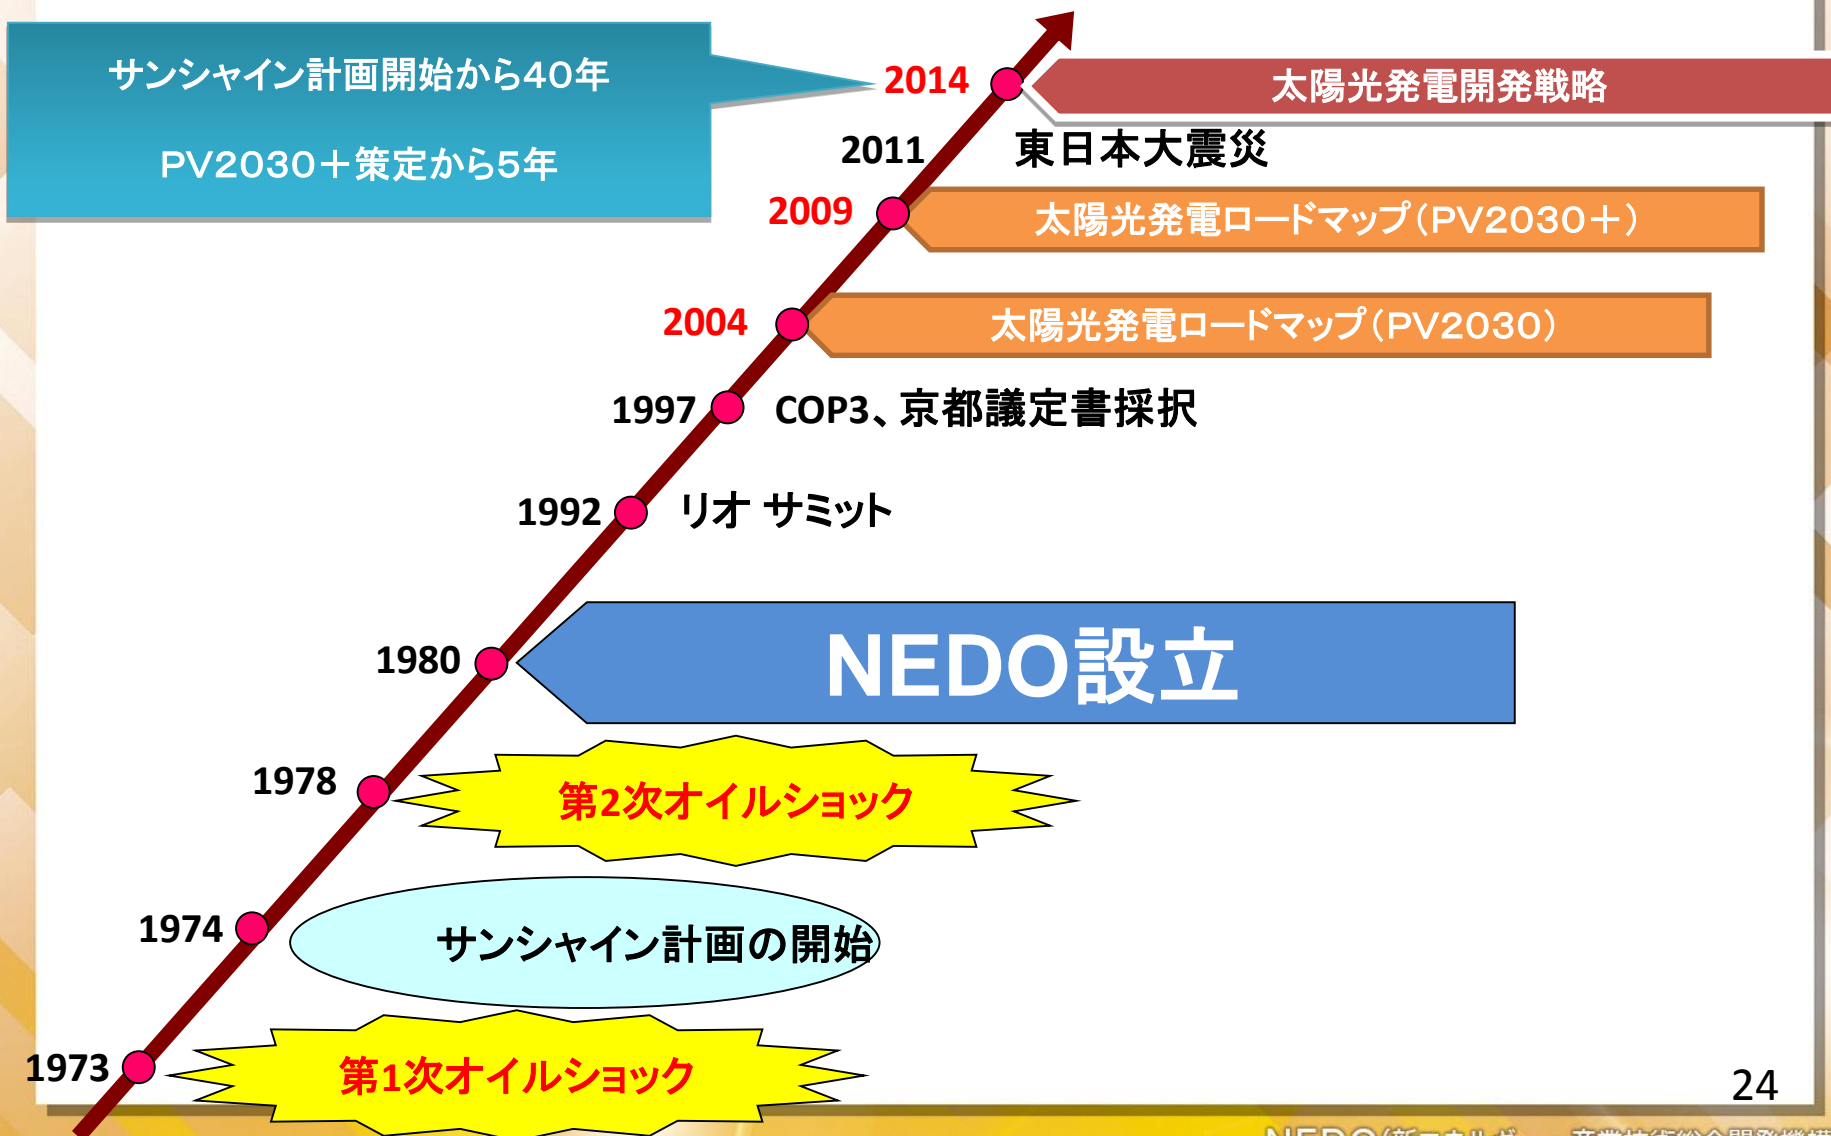 サンシャイン計画開始から40年
PV2030＋策定から5年
2014
太陽光発電開発戦略
2011
東日本大震災
2009
太陽光発電ロードマップ（PV2030＋）
2004
太陽光発電ロードマップ（PV2030）
1997
COP3、京都議定書採択
1992
リオ サミット
1980
NEDO設立
1978
第2次オイルショック
1974
サンシャイン計画の開始
1973
第1次オイルショック
24